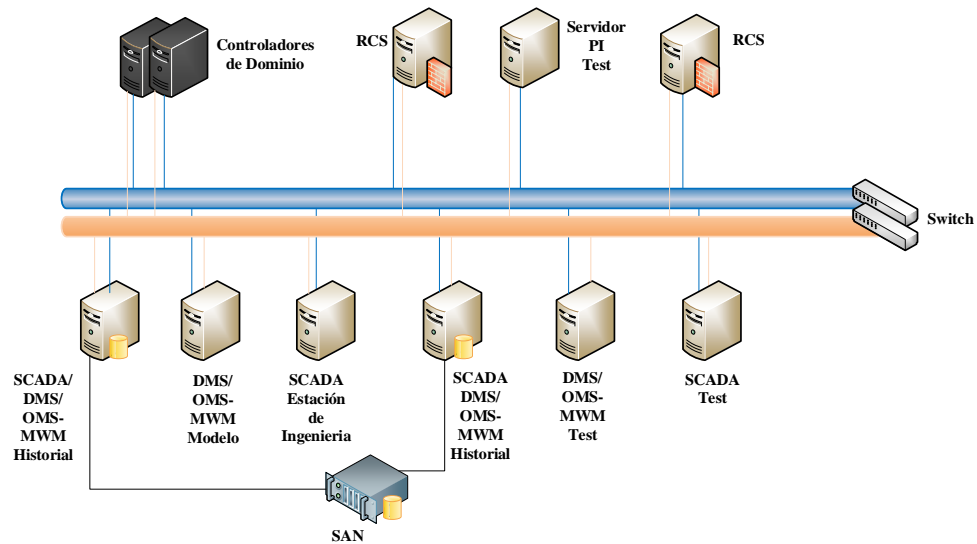 Controladores
de Dominio
RCS
Servidor
PI
Test
RCS
Switch
SCADA/
DMS/
OMS-
MWM
Historial
DMS/
OMS-
MWM
Modelo
SCADA
Estación
de
Ingenieria
SCADA
DMS/
OMS-
MWM
Historial
DMS/
OMS-
MWM
Test
SCADA
Test
SAN